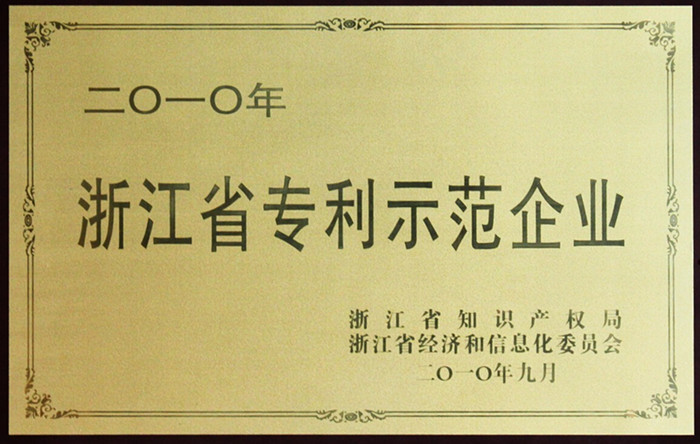 二〇一〇年
浙江省专利示范企业
浙江省知识产权局
浙江省经济和信息化委员会
二〇一〇年九月